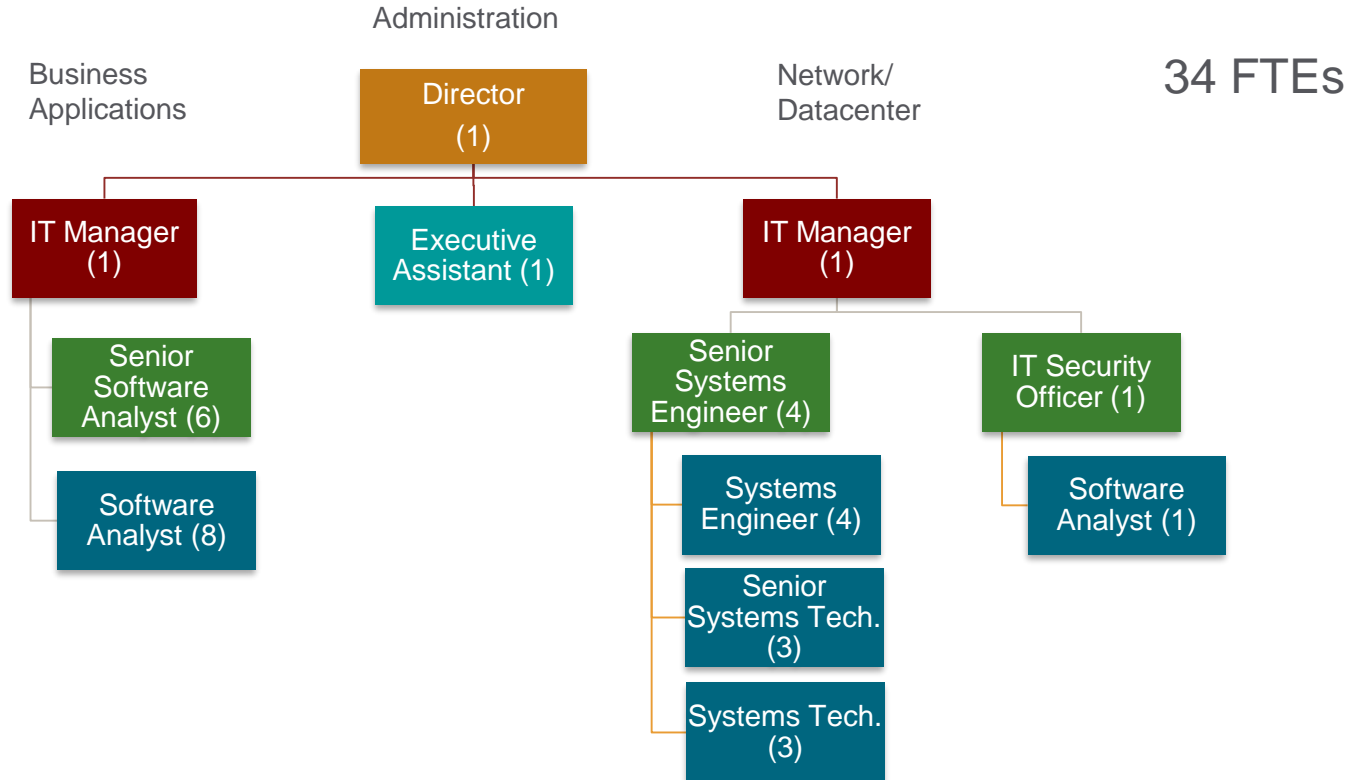 Administration
Business
Applications
Network/
Datacenter
34 FTEs
Director
(1)
IT Manager
(1)
Executive
Assistant (1)
IT Manager
(1)
Senior
Software
Analyst (6)
Software
Analyst (8)
Senior
Systems
Engineer (4)
IT Security
Officer (1)
Systems
Engineer (4)
Software
Analyst (1)
Senior
Systems Tech.
(3)
Systems Tech.
(3)